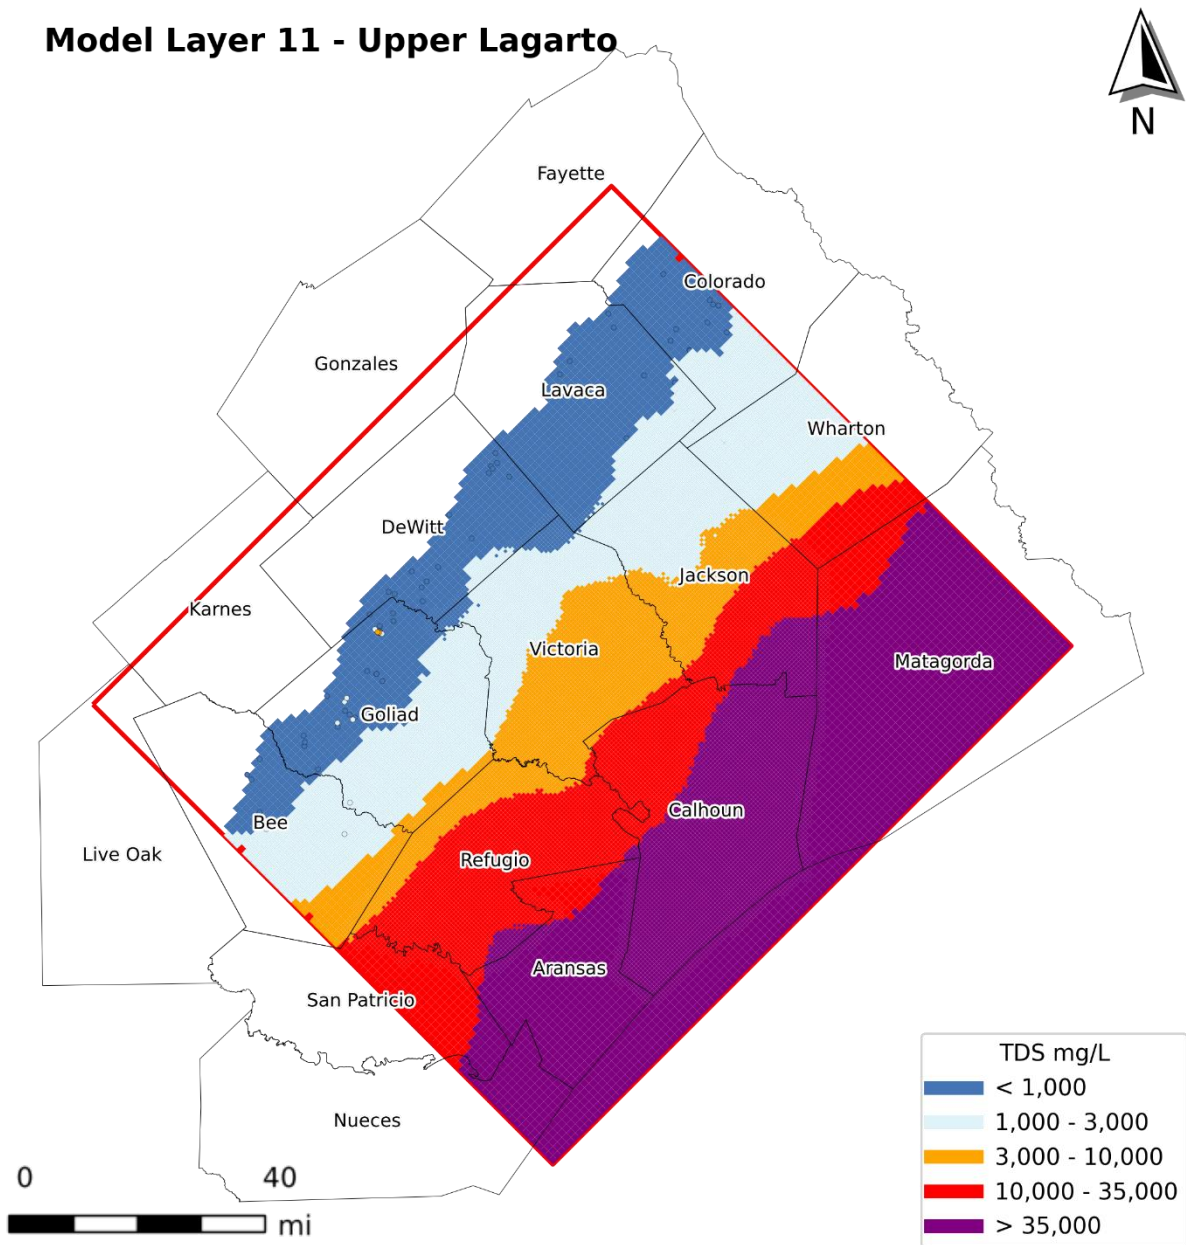 Model Layer 11 - Upper Lagarto
N
Fayette
Colorado
Gonzales
Lavaca
Wharton
DeWitt
Jackson
Karnes
Victoria
Matagorda
Goliad
Calhoun
Bee
Live Oak
Refugio
Aransas
San Patricio
Nueces
TDS mg/L
< 1,000
1,000 - 3,000
3,000 - 10,000
10,000 - 35,000
> 35,000
0 40
mi